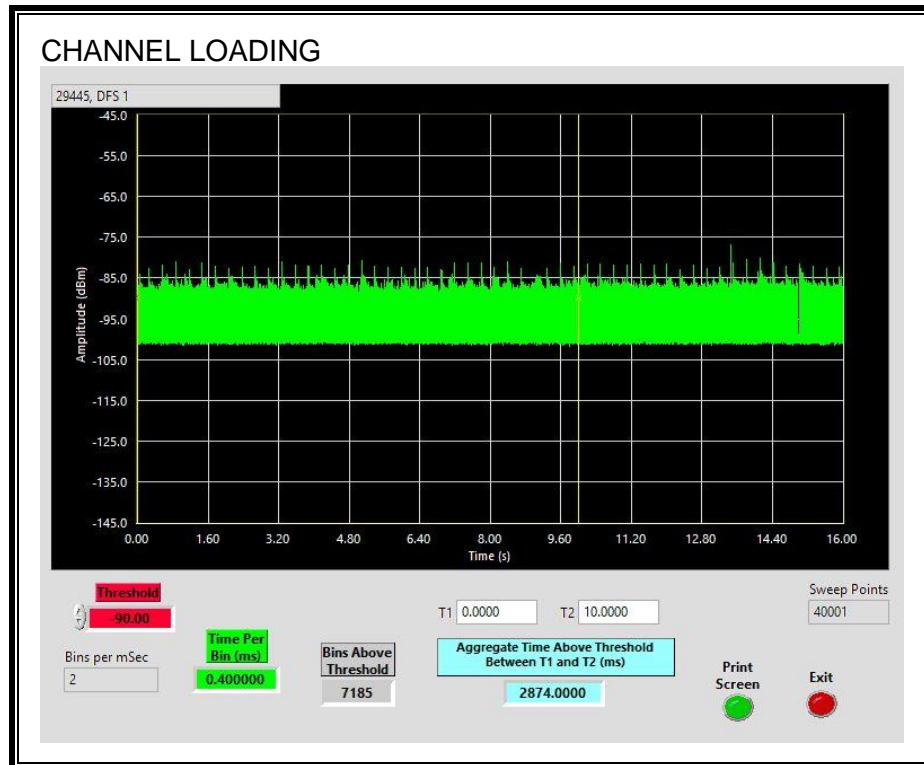 CHANNEL LOADING
29445, DFS 1
-45.0
-55.0
-65.0
-75.0
-85.0
-95.0
-105.0
-115.0
-125.0
-135.0
-145.0
Amplitude (dBm)
0.00 1.60 3.20 4.80 6.40 8.00 9.60 11.20 12.80 14.40 16.00
Time (s)
Threshold
-90.00
Bins per mSec
2
Time Per
Bin (ms)
0.400000
Bins Above
Threshold
7185
T1 0.0000 T2 10.0000
Aggregate Time Above Threshold
Between T1 and T2 (ms)
2874.0000
Sweep Points
40001
Print
Screen
Exit